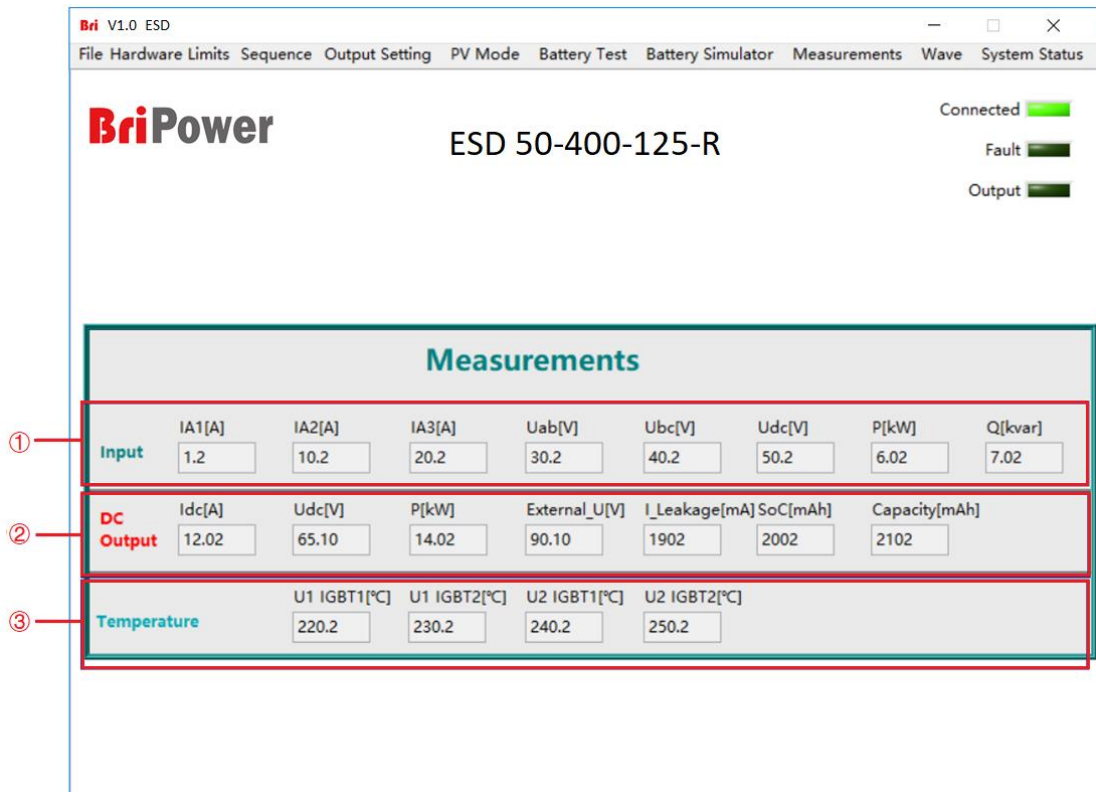 Bri V1.0 ESD
File Hardware Limits Sequence Output Setting PV Mode Battery Test Battery Simulator Measurements Wave System Status
Connected
BriPower
ESD 50-400-125-R
Fault
Output
Measurements
IA1[A] IA2[A] IA3[A] Uab[V] Ubc[V] Udc[V] P[kW] Q[kvar]
① Input 1.2 10.2 20.2 30.2 40.2 50.2 6.02 7.02
Idc[A] Udc[V] P[kW] External_U[V] I_Leakage[mA] SoC[mAh] Capacity[mAh]
② DC Output 12.02 65.10 14.02 90.10 1902 2002 2102
U1 IGBT1[℃] U1 IGBT2[℃] U2 IGBT1[℃] U2 IGBT2[℃]
③ Temperature 220.2 230.2 240.2 250.2